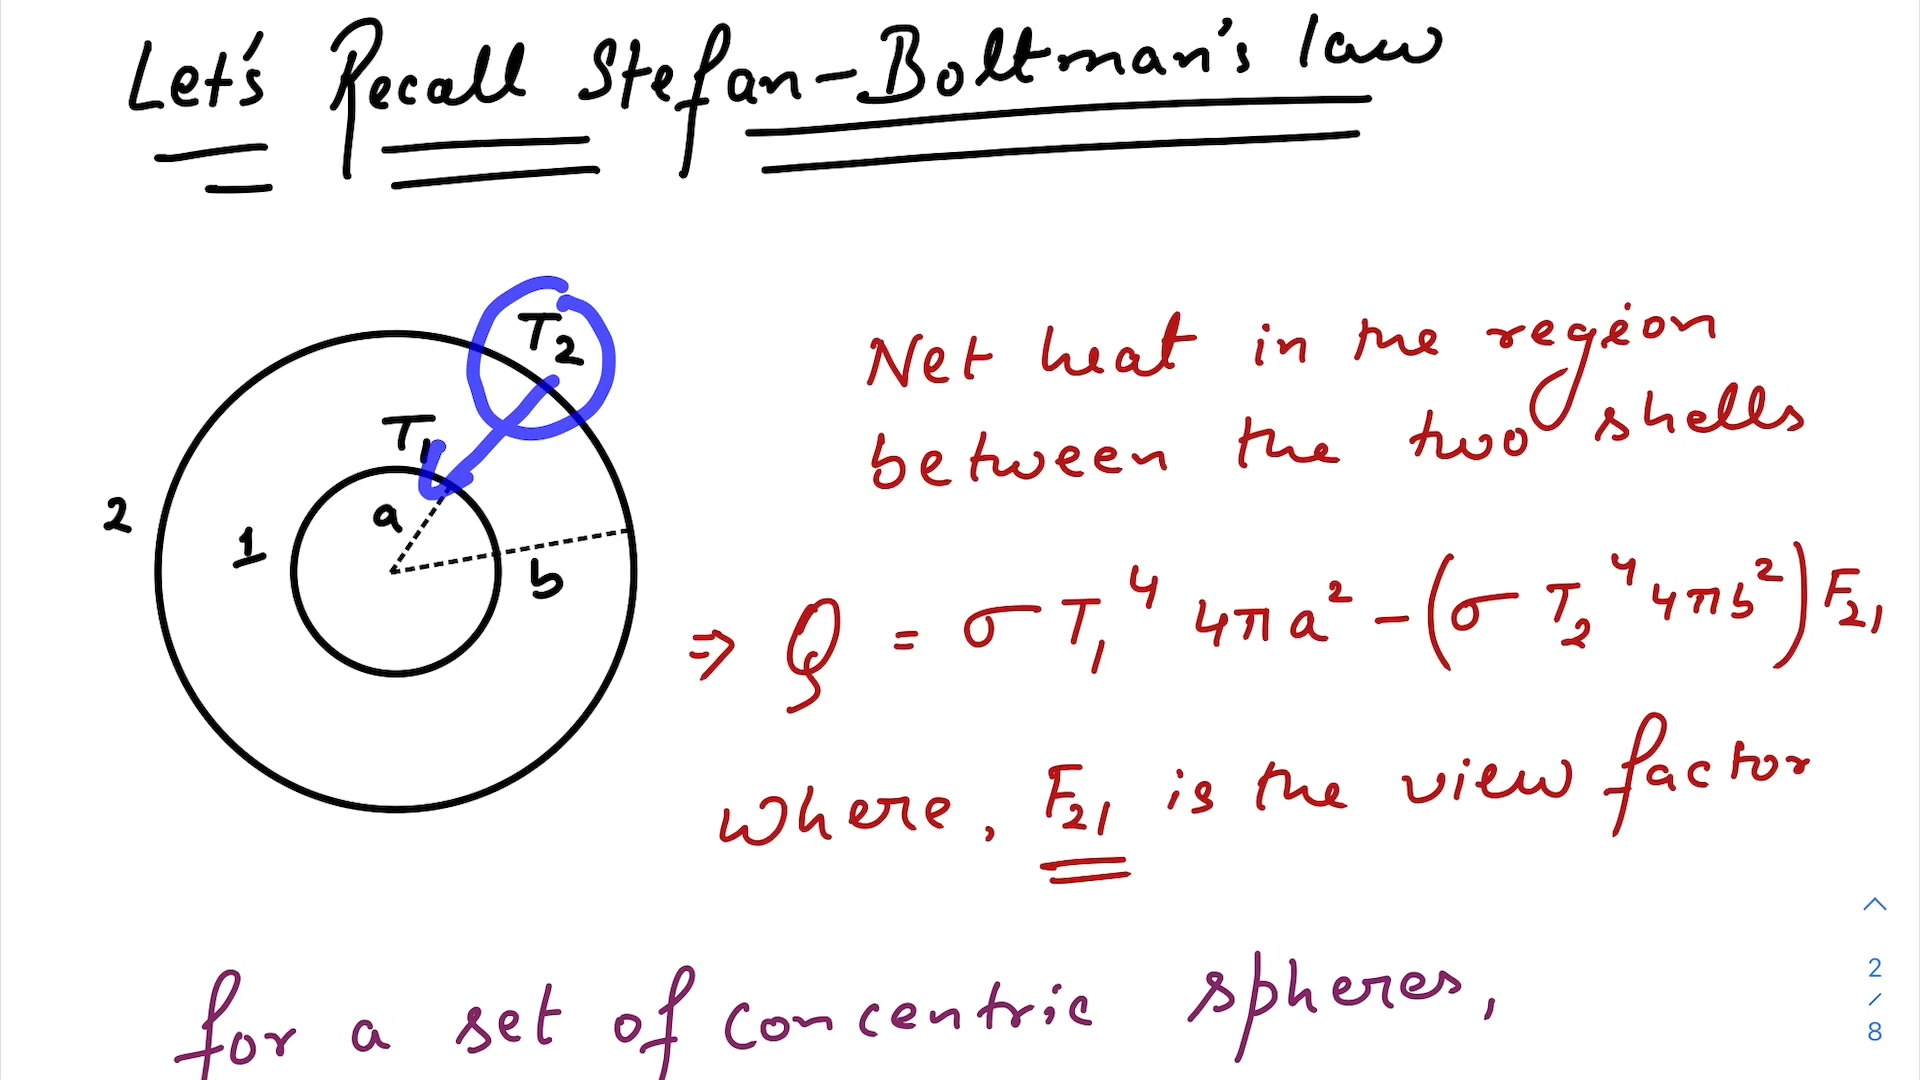 Let's Recall Stefan-Boltman's law
T2
T1
a
2
1
b
Net heat in the region
between the two shells
⇒ Q = σ T₁⁴ 4πa² - (σ T₂⁴ 4πb²) F₂₁
where, F₂₁ is the view factor
for a set of concentric spheres,
2
/
8